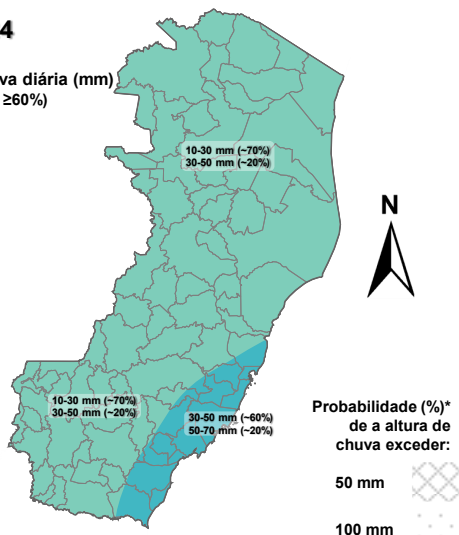 4
va diária (mm)
≥60%)
10-30 mm (~70%)
30-50 mm (~20%)
N
10-30 mm (~70%)
30-50 mm (~20%)
30-50 mm (~60%)
50-70 mm (~20%)
Probabilidade (%)*
de a altura de
chuva exceder:
50 mm
100 mm